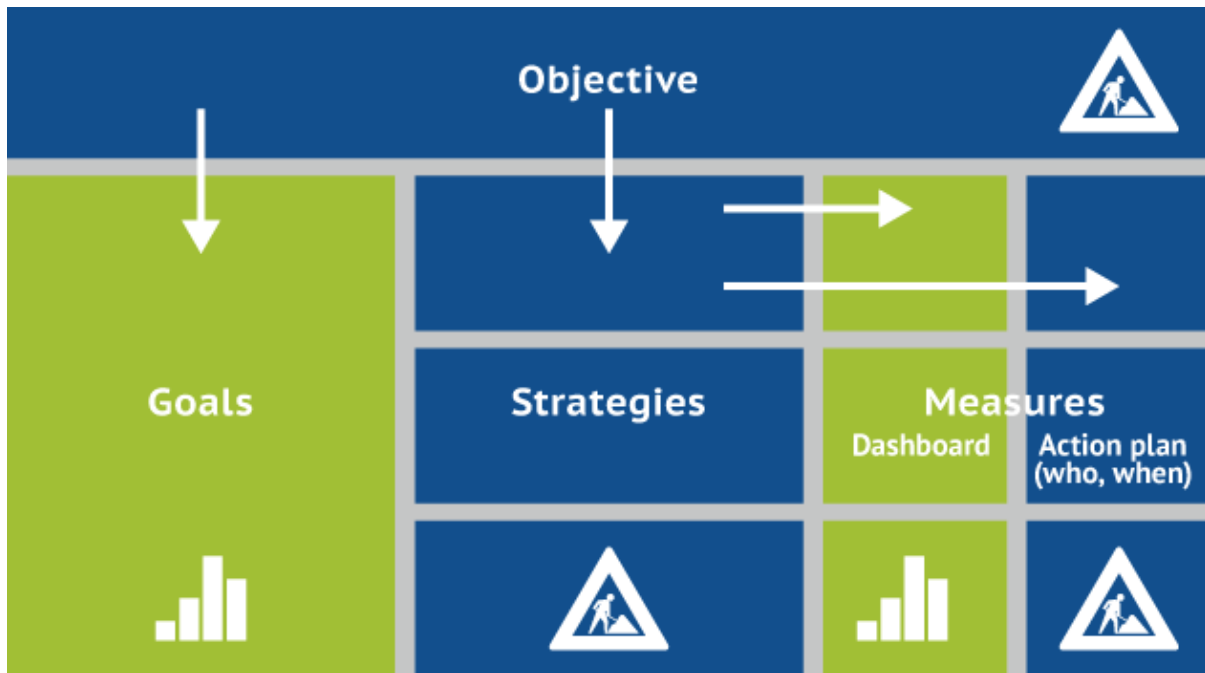 Objective
Goals
Strategies
Measures
Dashboard
Action plan
(who, when)